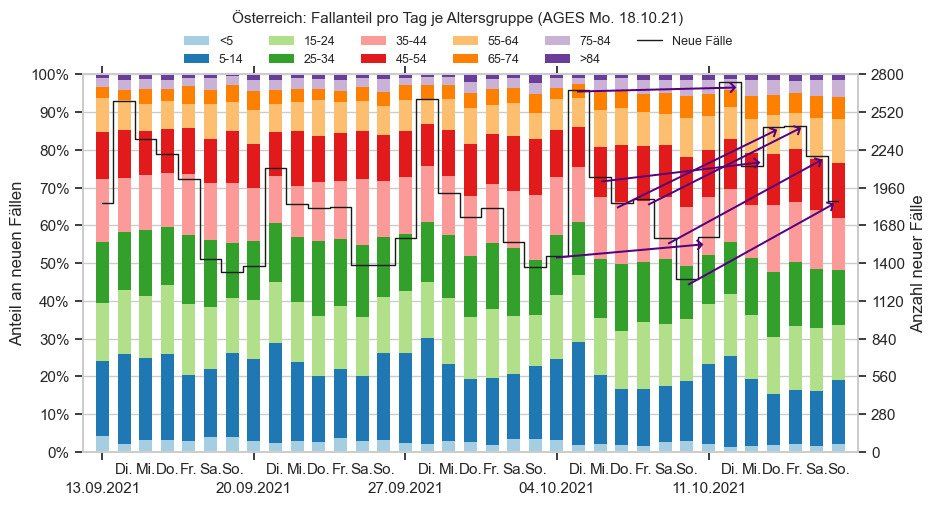 Österreich: Fallanteil pro Tag je Altersgruppe (AGES Mo. 18.10.21)
<5 15-24 35-44 55-64 75-84 Neue Fälle
5-14 25-34 45-54 65-74 >84
100% 2800
90% 2520
80% 2240
70% 1960
60% 1680
50% 1400
40% 1120
30% 840
20% 560
10% 280
0% 0
Anteil an neuen Fällen
Anzahl neuer Fälle
Di. Mi. Do. Fr. Sa. So. Di. Mi. Do. Fr. Sa. So. Di. Mi. Do. Fr. Sa. So. Di. Mi. Do. Fr. Sa. So. Di. Mi. Do. Fr. Sa. So.
13.09.2021 20.09.2021 27.09.2021 04.10.2021 11.10.2021